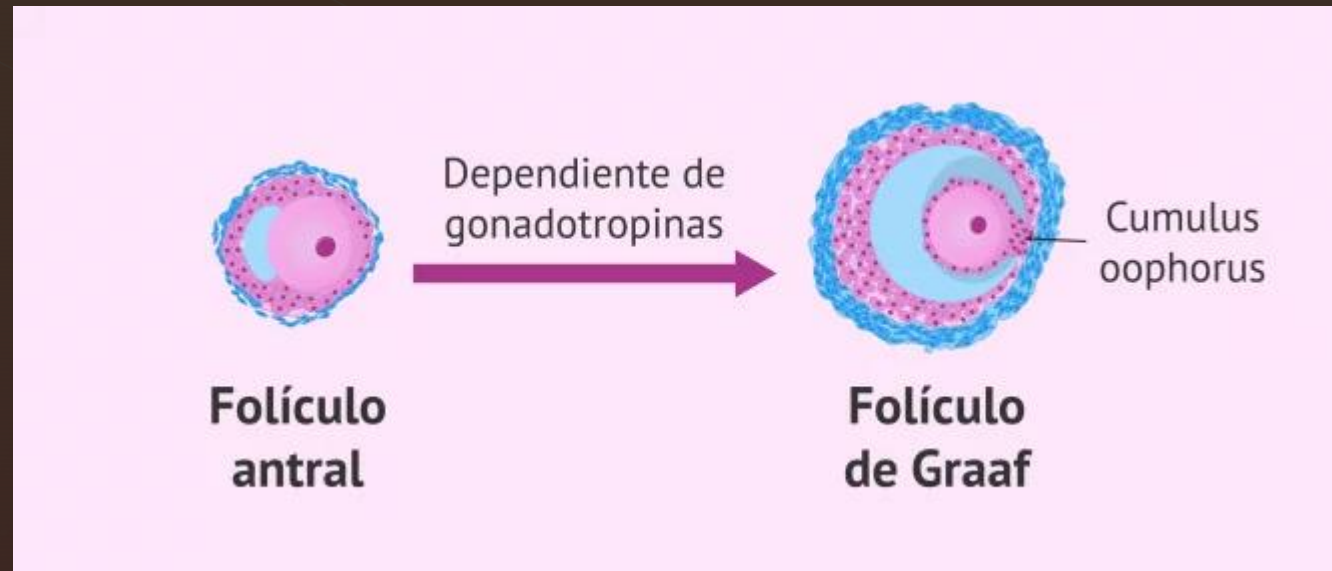 Dependiente de
gonadotropinas
Cumulus
oophorus
Folículo
antral
Folículo
de Graaf